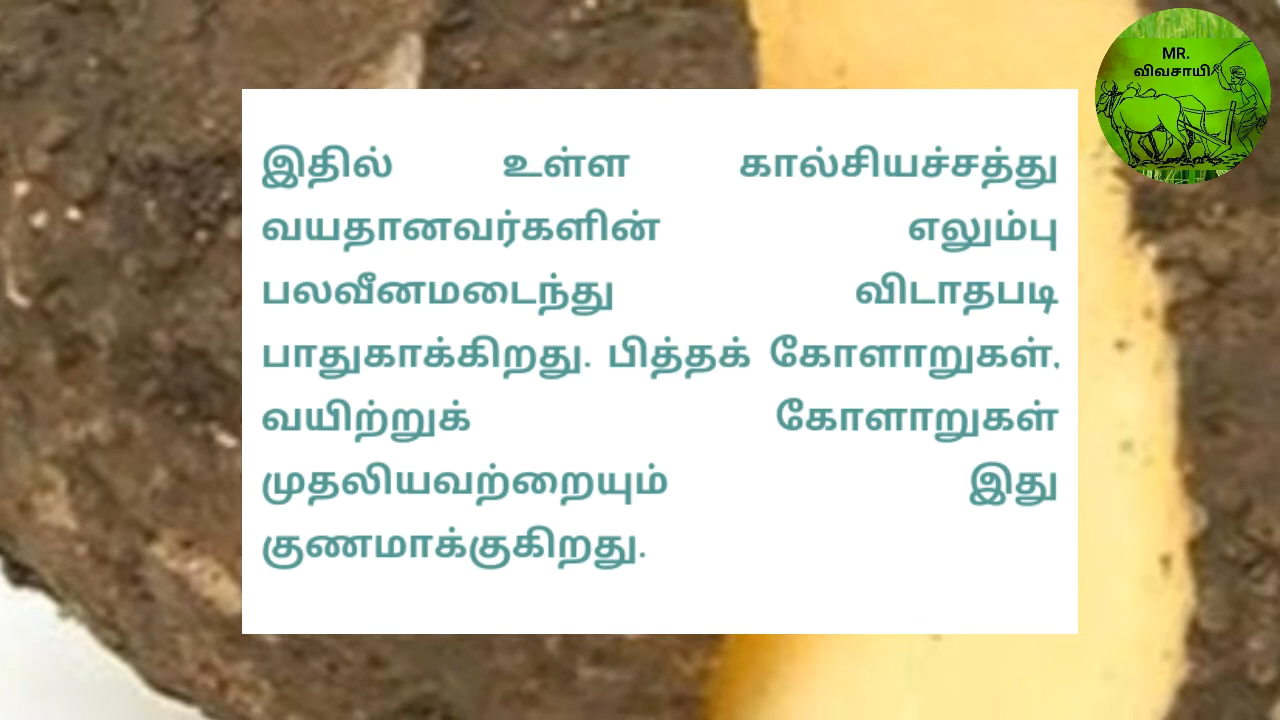 MR.
விவசாயி
இதில் உள்ள கால்சியச்சத்து
வயதானவர்களின் எலும்பு
பலவீனமடைந்து விடாதபடி
பாதுகாக்கிறது. பித்தக் கோளாறுகள்,
வயிற்றுக் கோளாறுகள்
முதலியவற்றையும் இது
குணமாக்குகிறது.